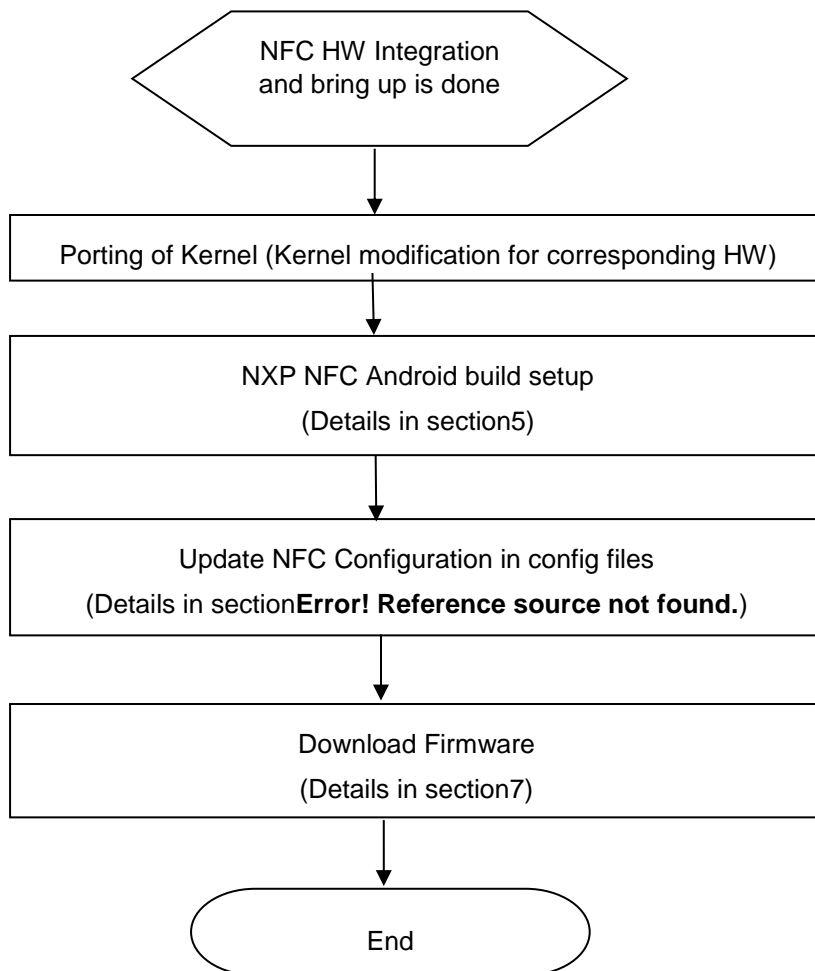 NFC HW Integration
and bring up is done
Porting of Kernel (Kernel modification for corresponding HW)
NXP NFC Android build setup
(Details in section5)
Update NFC Configuration in config files
(Details in sectionError! Reference source not found.)
Download Firmware
(Details in section7)
End